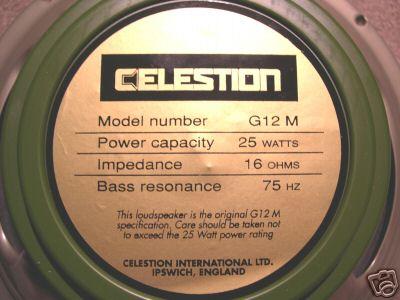 CELESTION
Model number G12 M
Power capacity 25 WATTS
Impedance 16 OHMS
Bass resonance 75 HZ
This loudspeaker is the original G12 M
specification. Care should be taken not
to exceed the 25 Watt power rating
CELESTION INTERNATIONAL LTD.
IPSWICH, ENGLAND